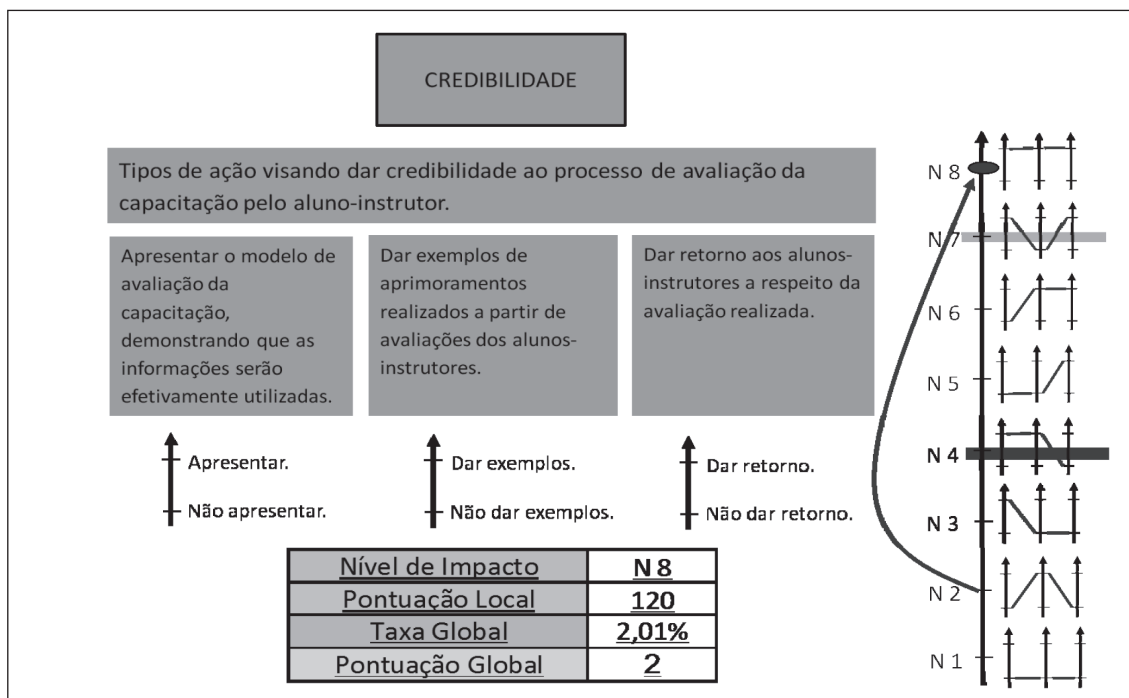 CREDIBILIDADE
Tipos de ação visando dar credibilidade ao processo de avaliação da
capacitação pelo aluno-instrutor.
Apresentar o modelo de
avaliação da
capacitação,
demonstrando que as
informações serão
efetivamente utilizadas.
Dar exemplos de
aprimoramentos
realizados a partir de
avaliações dos alunos-
instrutores.
Dar retorno aos alunos-
instrutores a respeito da
avaliação realizada.
Apresentar.
Não apresentar.
Dar exemplos.
Não dar exemplos.
Dar retorno.
Não dar retorno.
Nível de Impacto N 8
Pontuação Local 120
Taxa Global 2,01%
Pontuação Global 2
N 8
N 7
N 6
N 5
N 4
N 3
N 2
N 1